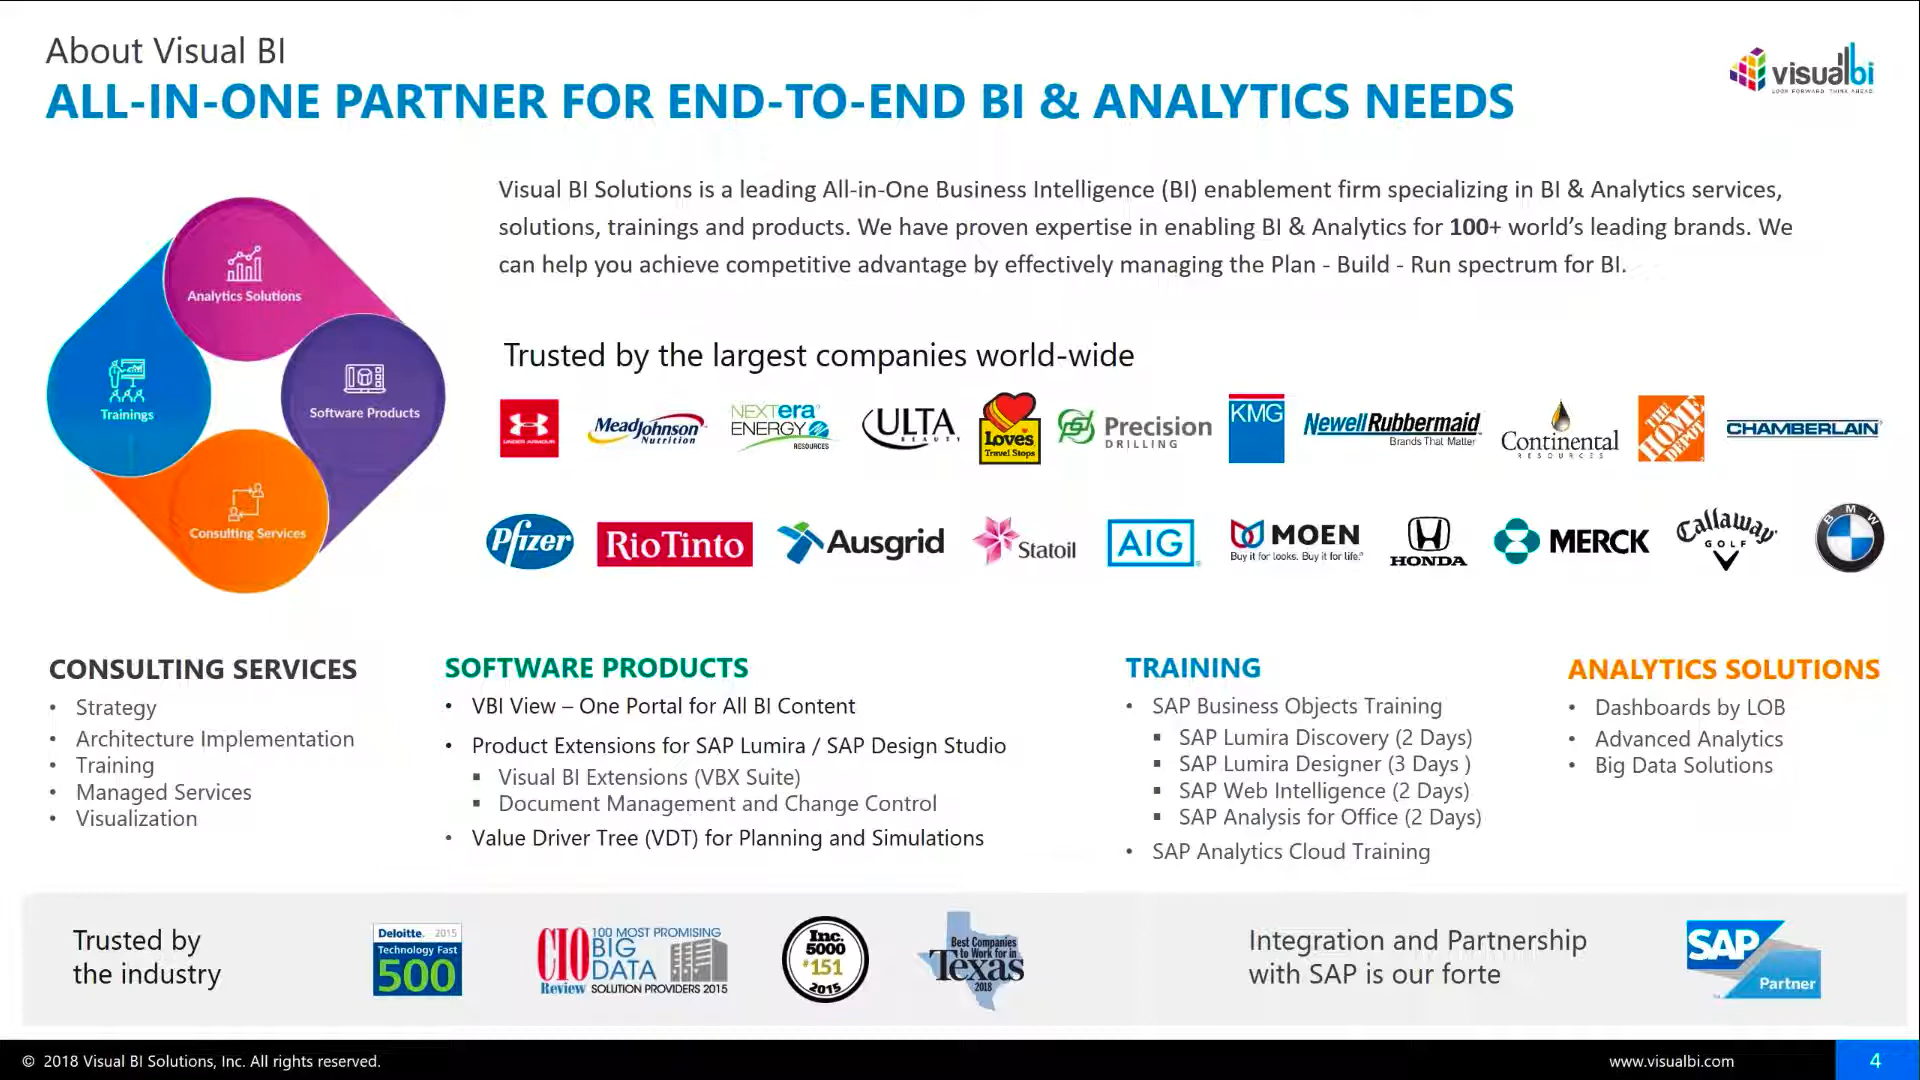 About Visual BI
ALL-IN-ONE PARTNER FOR END-TO-END BI & ANALYTICS NEEDS
visualbi
LOOK FORWARD. THINK AHEAD.
Visual BI Solutions is a leading All-in-One Business Intelligence (BI) enablement firm specializing in BI & Analytics services,
solutions, trainings and products. We have proven expertise in enabling BI & Analytics for 100+ world's leading brands. We
can help you achieve competitive advantage by effectively managing the Plan - Build - Run spectrum for BI.
Analytics Solutions
Trainings
Software Products
Consulting Services
Trusted by the largest companies world-wide
UNDER ARMOUR
MeadJohnson
Nutrition
NEXTera
ENERGY
RESOURCES
ULTA
BEAUTY
Loves
Travel Stops
Precision
DRILLING
KMG
Newell Rubbermaid
Brands That Matter
Continental
RESOURCES
THE HOME DEPOT
CHAMBERLAIN
Pfizer
RioTinto
Ausgrid
Statoil
AIG
MOEN
Buy it for looks. Buy it for life.®
HONDA
MERCK
Callaway
GOLF
BMW
CONSULTING SERVICES
• Strategy
• Architecture Implementation
• Training
• Managed Services
• Visualization
SOFTWARE PRODUCTS
• VBI View – One Portal for All BI Content
• Product Extensions for SAP Lumira / SAP Design Studio
▪ Visual BI Extensions (VBX Suite)
▪ Document Management and Change Control
• Value Driver Tree (VDT) for Planning and Simulations
TRAINING
• SAP Business Objects Training
▪ SAP Lumira Discovery (2 Days)
▪ SAP Lumira Designer (3 Days )
▪ SAP Web Intelligence (2 Days)
▪ SAP Analysis for Office (2 Days)
• SAP Analytics Cloud Training
ANALYTICS SOLUTIONS
• Dashboards by LOB
• Advanced Analytics
• Big Data Solutions
Trusted by
the industry
Deloitte. 2015
Technology Fast
500
CIO
Review
100 MOST PROMISING
BIG
DATA
SOLUTION PROVIDERS 2015
Inc.
5000
#151
2015
Best Companies
to Work for in
Texas
2018
Integration and Partnership
with SAP is our forte
SAP
Partner
© 2018 Visual BI Solutions, Inc. All rights reserved.
www.visualbi.com
4